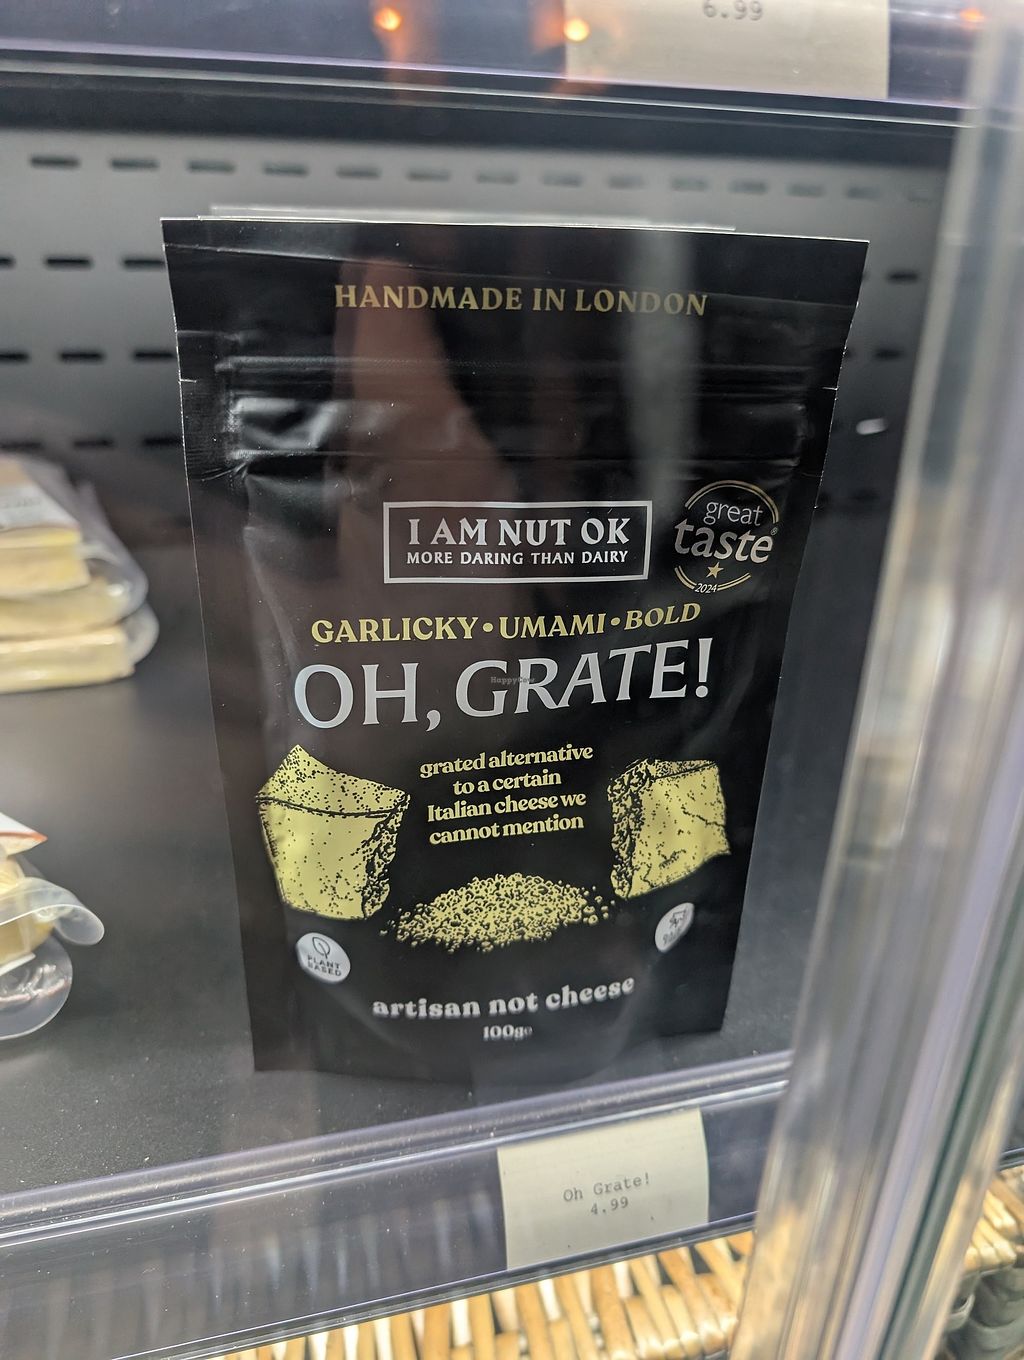 6.99
HANDMADE IN LONDON
I AM NUT OK
MORE DARING THAN DAIRY
great
taste
2024
GARLICKY • UMAMI • BOLD
OH, GRATE!
HappyCow
grated alternative
to a certain
Italian cheese we
cannot mention
PLANT
BASED
artisan not cheese
100ge
Oh Grate!
4.99